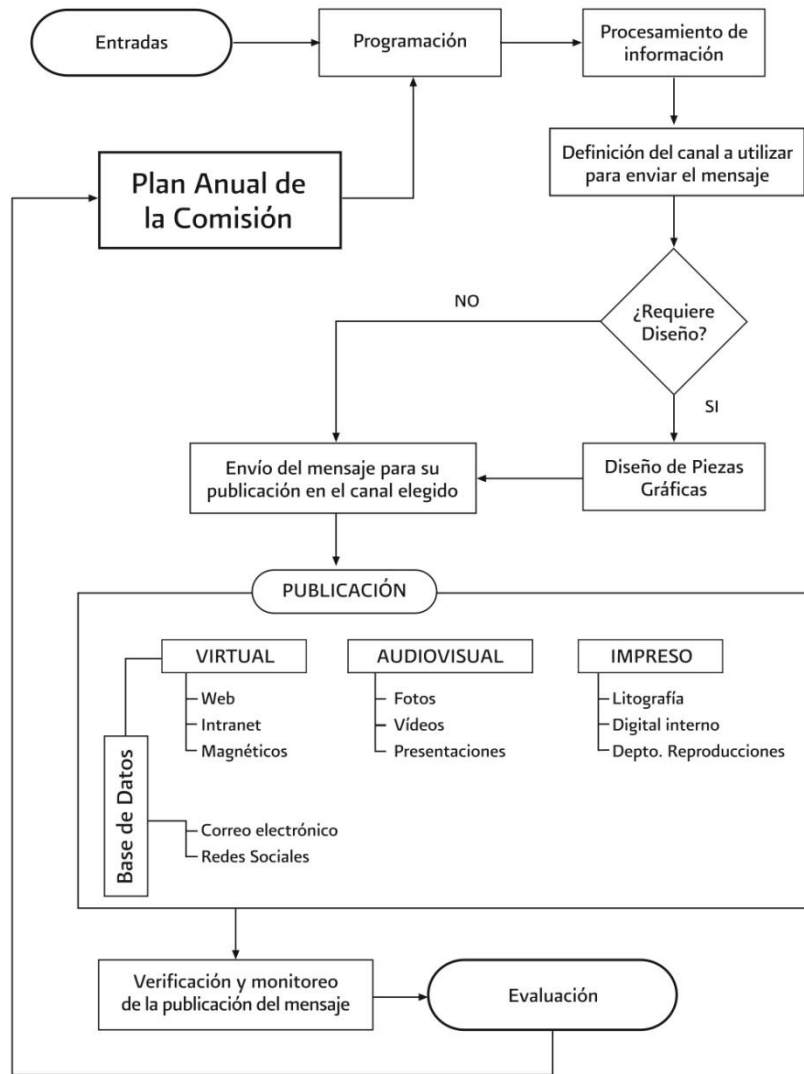 Entradas
Programación
Procesamiento de
información
Definición del canal a utilizar
para enviar el mensaje
Plan Anual de
la Comisión
¿Requiere
Diseño?
NO
SI
Envío del mensaje para su
publicación en el canal elegido
Diseño de Piezas
Gráficas
PUBLICACIÓN
VIRTUAL
Web
Intranet
Magnéticos
AUDIOVISUAL
Fotos
Vídeos
Presentaciones
IMPRESO
Litografía
Digital interno
Depto. Reproducciones
Base de Datos
Correo electrónico
Redes Sociales
Verificación y monitoreo
de la publicación del mensaje
Evaluación